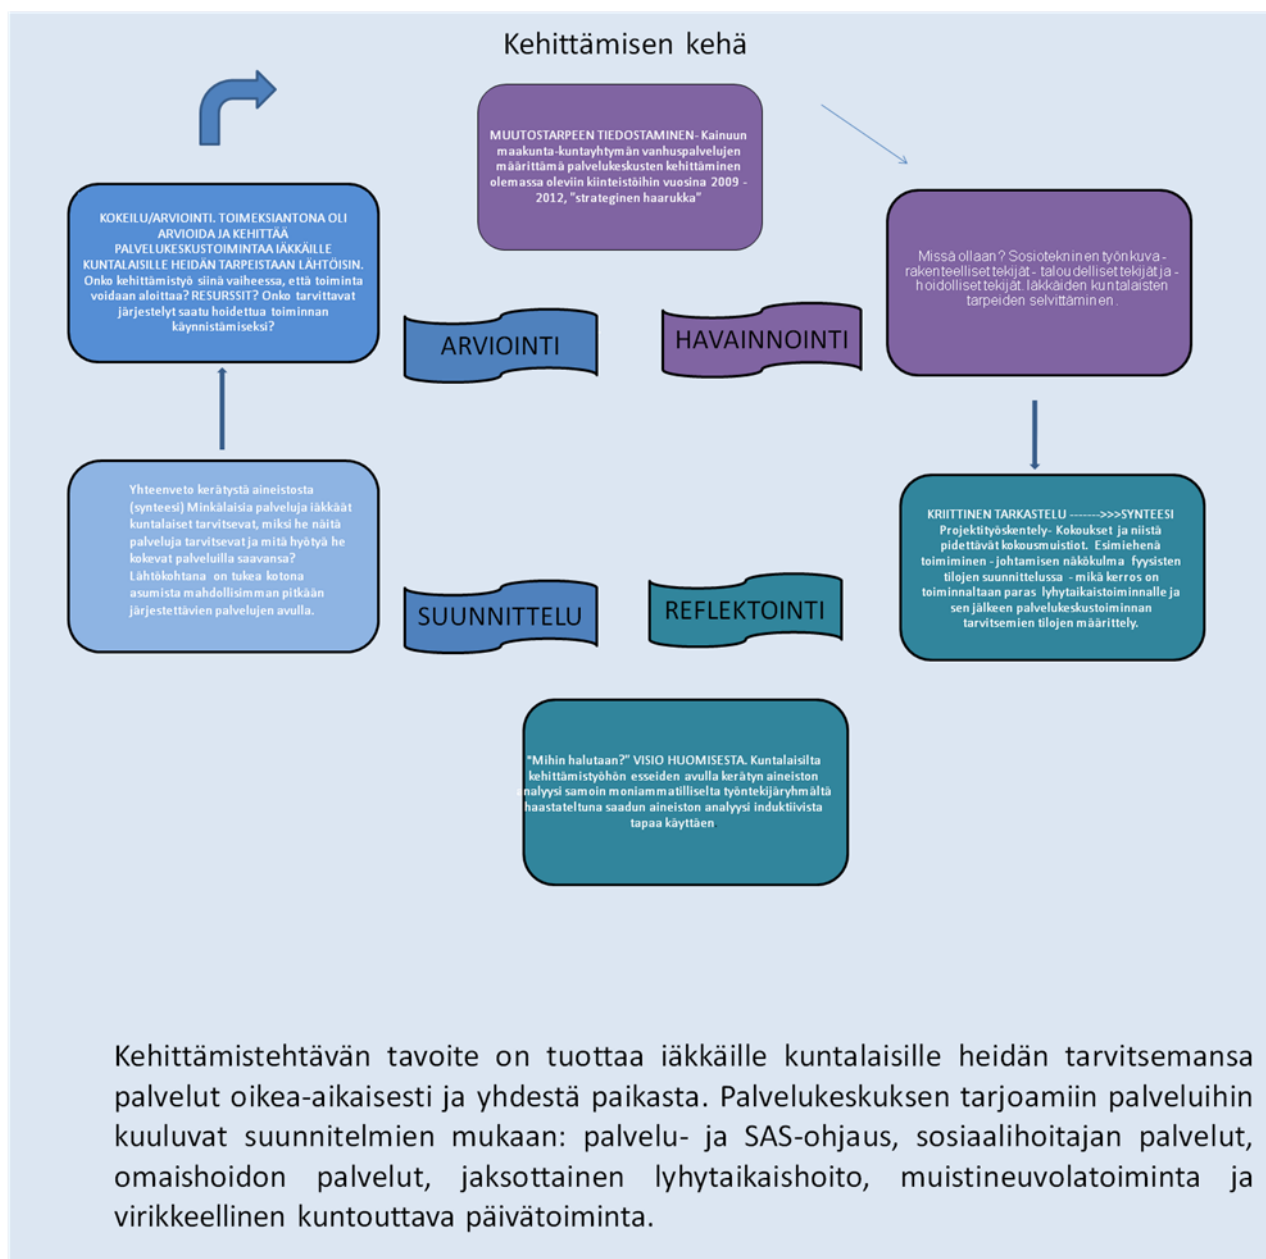 Kehittämisen kehä
MUUTOSTARPEEN TIEDOSTAMINEN- Kainuun
maakunta-kuntayhtymän vanhuspalvelujen
määrittämä palvelukeskusten kehittäminen
olemassa oleviin kiinteistöihin vuosina 2009 -
2012, "strateginen haarukka"
KOKEILU/ARVIOINTI. TOIMEKSIANTONA OLI
ARVIOIDA JA KEHITTÄÄ
PALVELUKESKUSTOIMINTAA IÄKKÄILLE
KUNTALAISILLE HEIDÄN TARPEISTAAN LÄHTÖISIN.
Onko kehittämistyö siinä vaiheessa, että toiminta
voidaan aloittaa? RESURSSIT? Onko tarvittavat
järjestelyt saatu hoidettua toiminnan
käynnistämiseksi?
Missä ollaan? Sosiotekninen työnkuva -
rakenteelliset tekijät - taloudelliset tekijät ja -
hoidolliset tekijät. Iäkkäiden kuntalaisten
tarpeiden selvittäminen.
ARVIOINTI
HAVAINNOINTI
Yhteenveto kerätystä aineistosta
(synteesi) Minkälaisia palveluja iäkkäät
kuntalaiset tarvitsevat, miksi he näitä
palveluja tarvitsevat ja mitä hyötyä he
kokevat palveluilla saavansa?
Lähtökohtana on tukea kotona
asumista mahdollisimman pitkään
järjestettävien palvelujen avulla.
KRIITTINEN TARKASTELU ------->>>SYNTEESI
Projektityöskentely- Kokoukset ja niistä
pidettävät kokousmuistiot. Esimiehenä
toimiminen - johtamisen näkökulma fyysisten
tilojen suunnittelussa - mikä kerros on
toiminnaltaan paras lyhytaikaistoiminnalle ja
sen jälkeen palvelukeskustoiminnan
tarvitsemien tilojen määrittely.
SUUNNITTELU
REFLEKTOINTI
"Mihin halutaan?" VISIO HUOMISESTA. Kuntalaisilta
kehittämistyöhön esseiden avulla kerätyn aineiston
analyysi samoin moniammatilliselta työntekijäryhmältä
haastateltuna saadun aineiston analyysi induktiivista
tapaa käyttäen.
Kehittämistehtävän tavoite on tuottaa iäkkäille kuntalaisille heidän tarvitsemansa
palvelut oikea-aikaisesti ja yhdestä paikasta. Palvelukeskuksen tarjoamiin palveluihin
kuuluvat suunnitelmien mukaan: palvelu- ja SAS-ohjaus, sosiaalihoitajan palvelut,
omaishoidon palvelut, jaksottainen lyhytaikaishoito, muistineuvolatoiminta ja
virikkeellinen kuntouttava päivätoiminta.